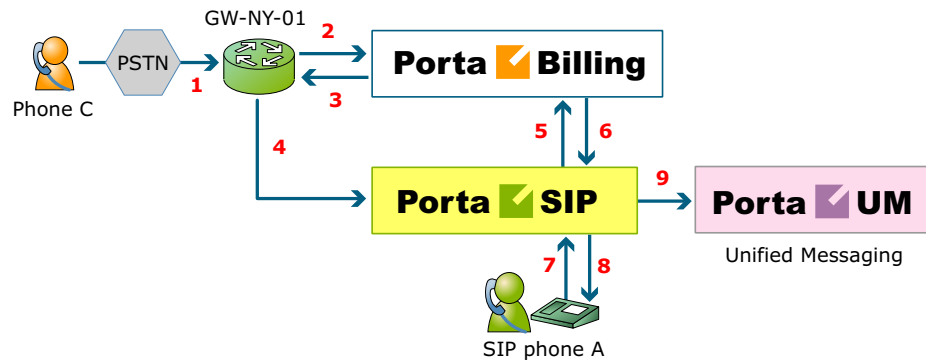 GW-NY-01
PSTN
Phone C
1
2
3
Porta Billing
4
5
6
Porta SIP
9
Porta UM
Unified Messaging
7
8
SIP phone A